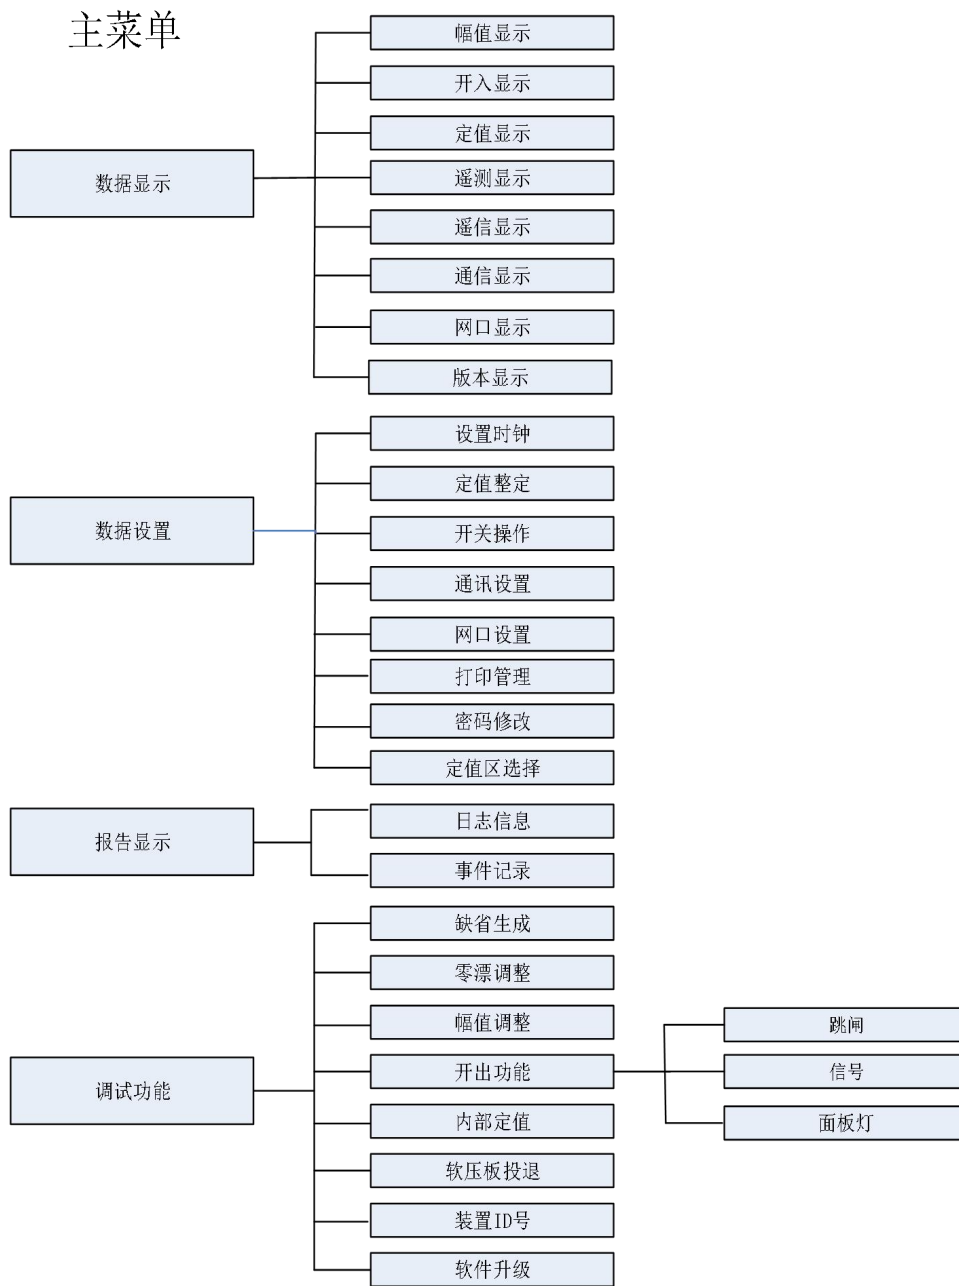 主菜单
数据显示
幅值显示
开入显示
定值显示
遥测显示
遥信显示
通信显示
网口显示
版本显示
数据设置
设置时钟
定值整定
开关操作
通讯设置
网口设置
打印管理
密码修改
定值区选择
报告显示
日志信息
事件记录
调试功能
缺省生成
零漂调整
幅值调整
开出功能
跳闸
信号
面板灯
内部定值
软压板投退
装置ID号
软件升级